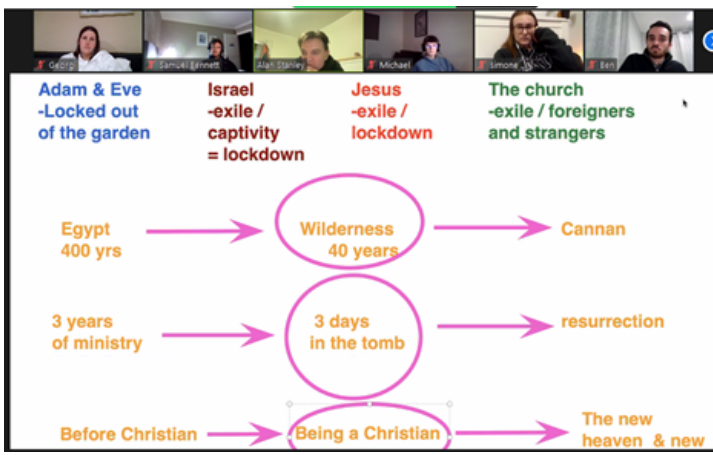 Georgi
Samuel Bennett
Alan Stanley
Michael
simone
Ben
Adam & Eve
-Locked out
of the garden
Israel
-exile /
captivity
= lockdown
Jesus
-exile /
lockdown
The church
-exile / foreigners
and strangers
Egypt
400 yrs
Wilderness
40 years
Cannan
3 years
of ministry
3 days
in the tomb
resurrection
Before Christian
Being a Christian
The new
heaven & new